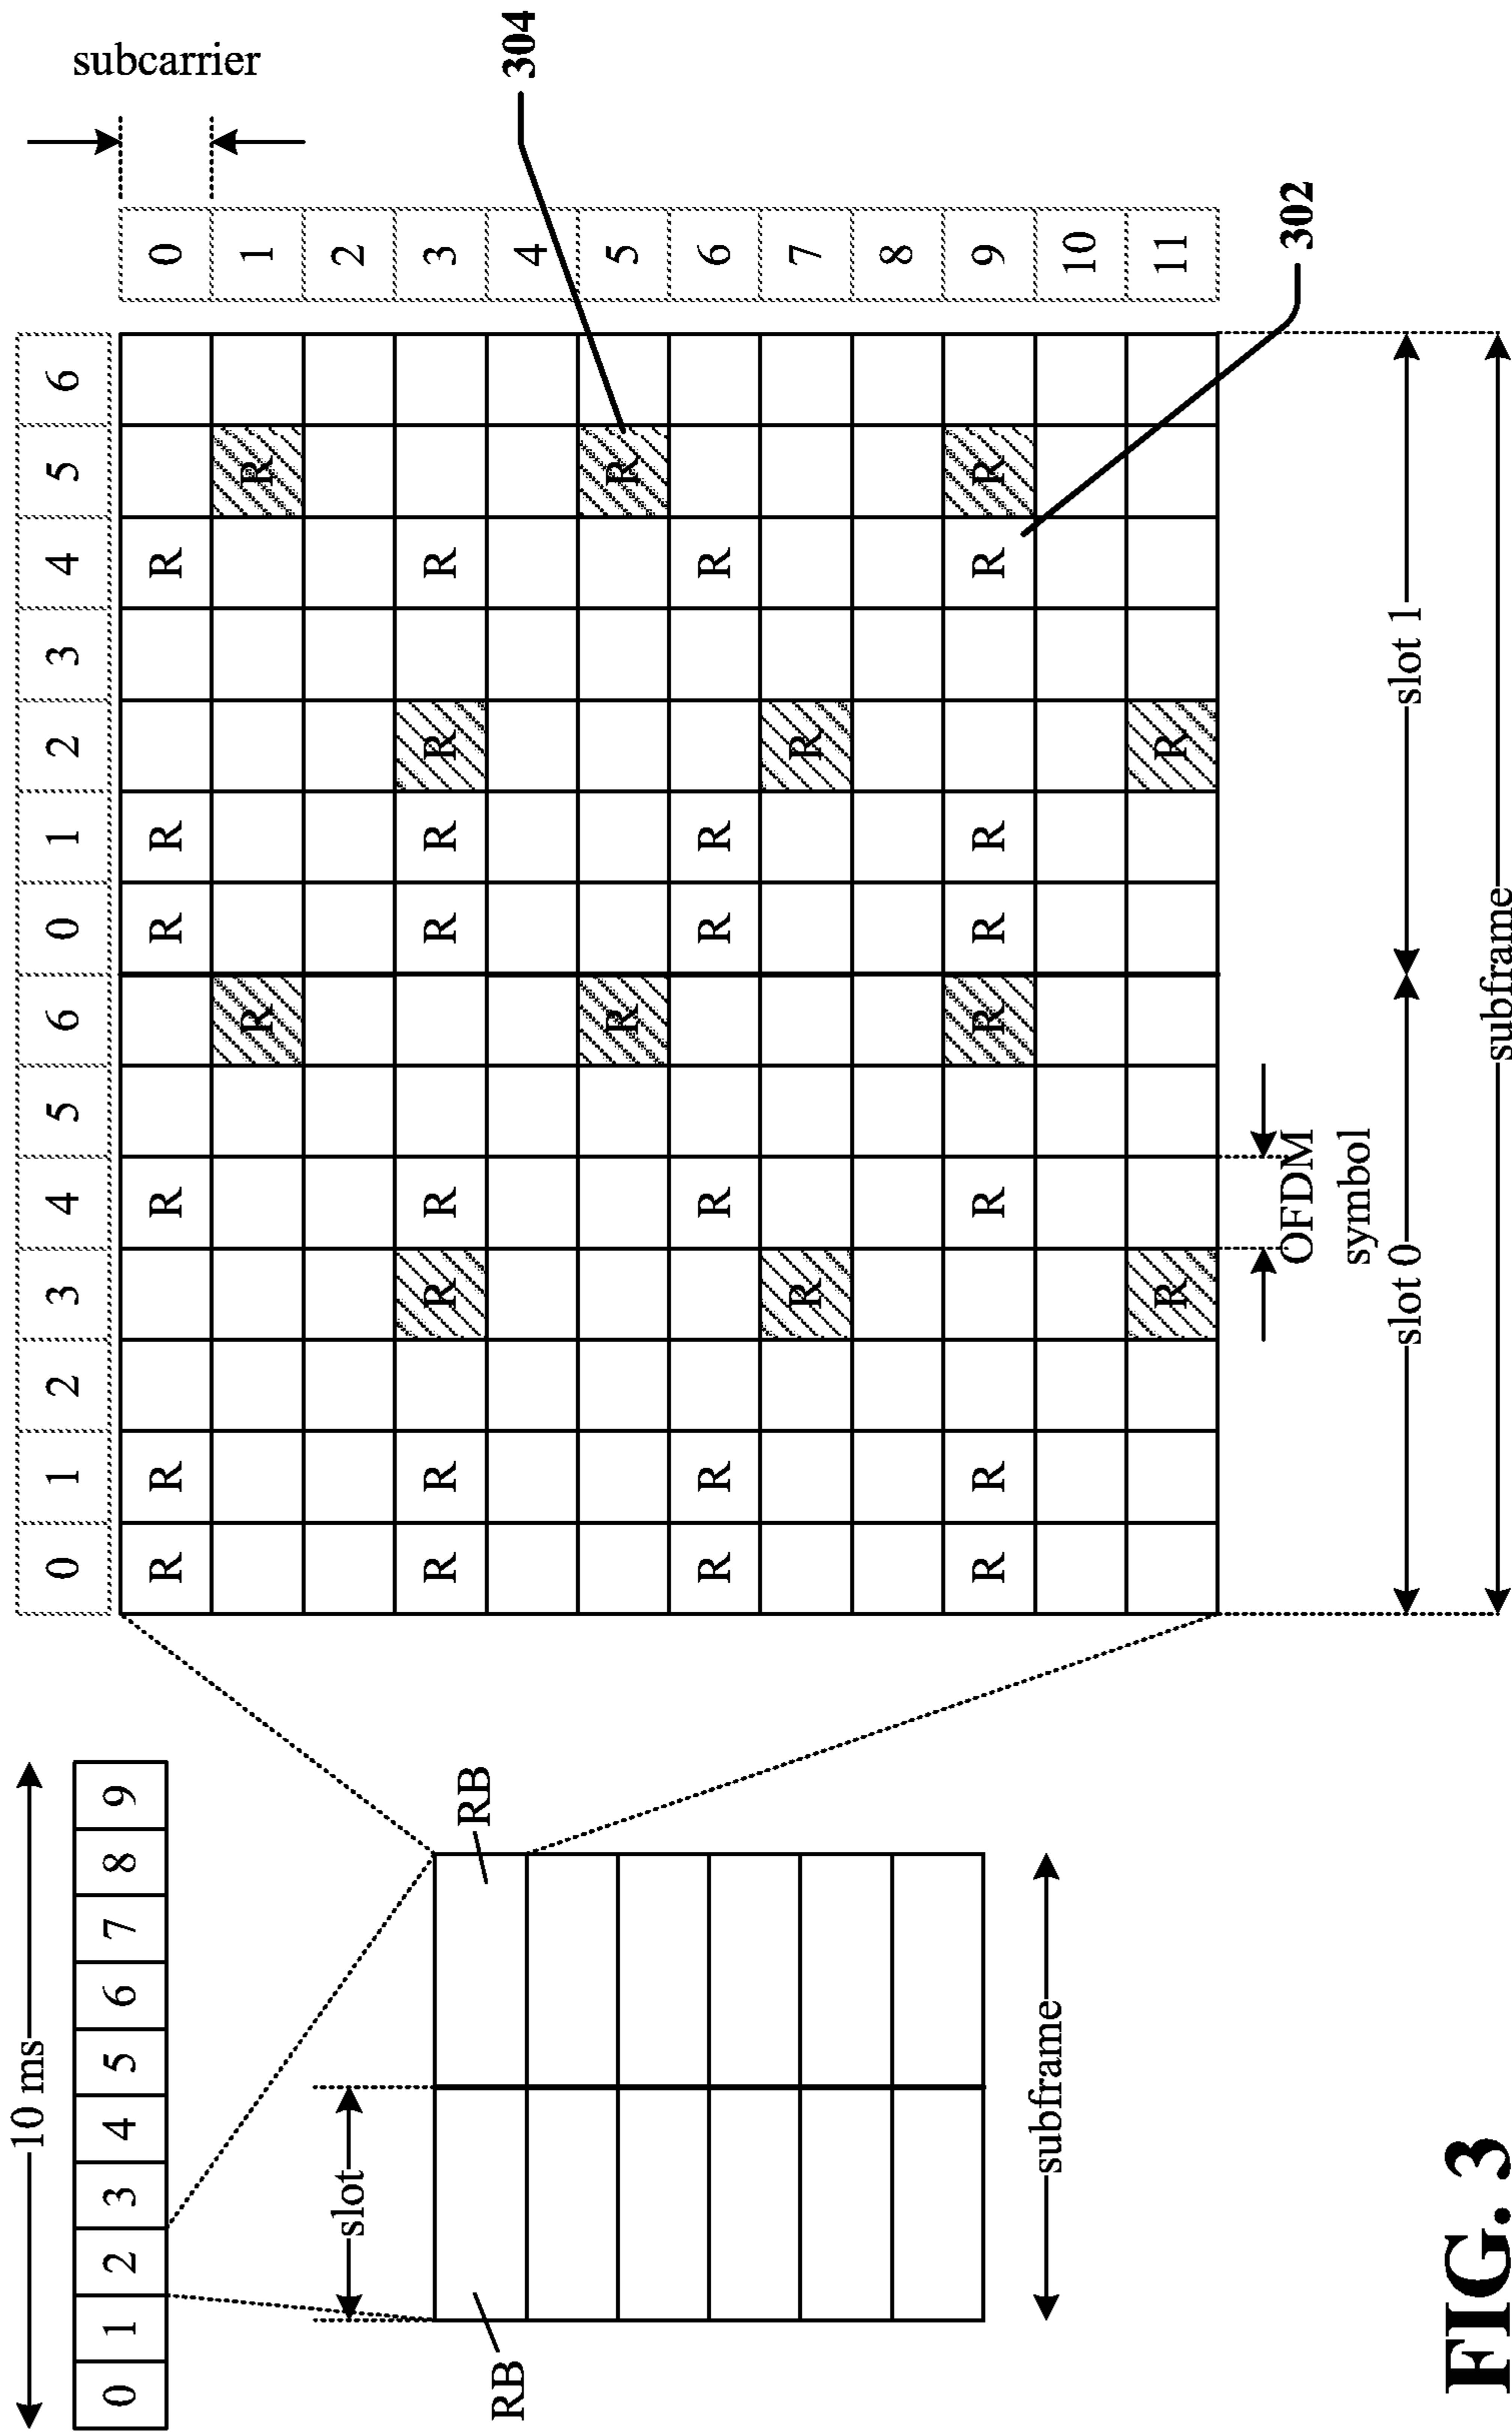 10 ms
0 1 2 3 4 5 6 7 8 9
slot
RB
RB
subframe
0 1 2 3 4 5 6 0 1 2 3 4 5 6
subcarrier
R R R R R R 0
R R 1
2
R R R R R R R R 3
4
304
R R 5
R R R R R R 6
R R 7
8
R R R R R R R R 9
10
R R 11
302
OFDM
symbol
slot 0 slot 1
subframe
FIG. 3